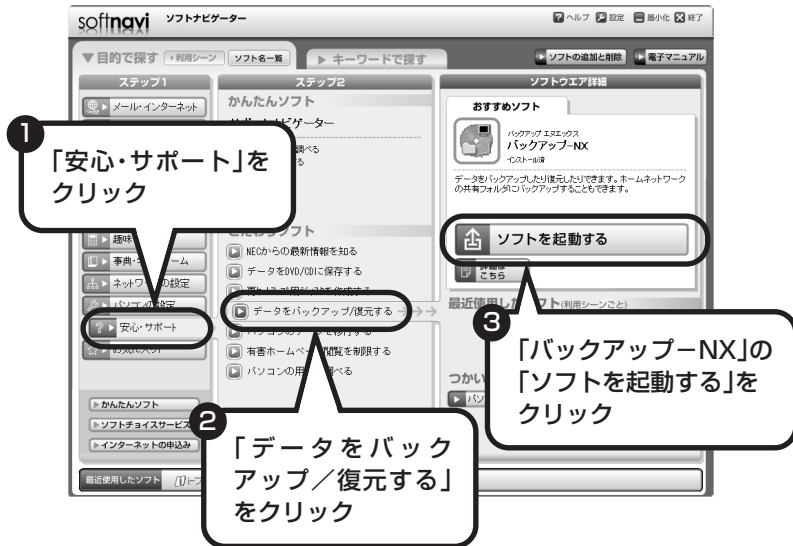 softnavi ソフトナビゲーター
ヘルプ 設定 最小化 終了
目的で探す 利用シーン ソフト名一覧 キーワードで探す ソフトの追加と削除 電子マニュアル
ステップ1
ステップ2
ソフトウエア詳細
メール・インターネット
事典・
ネットワ の設定
パソコンの設定
安心・サポート
かんたんソフト
ソフトチョイスサービス
インターネットの申込み
かんたんソフト
ゲーター
べる
る
NECからの最新情報を知る
データをDVD/CDに保存する
データをバックアップ/復元する
有害ホームペ 閲覧を制限する
パソコンの用 べる
おすすめソフト
バックアップ エヌエックス
バックアップ-NX
インストール済
データをバックアップしたり復元したりできます。ホームネットワーク
の共有フォルダにバックアップすることもできます。
ソフトを起動する
詳細は
こちら
最近使用した フト(利用シーンごと)
つかい
パソ
最近使用したソフト
1
「安心・サポート」を
クリック
2
「データをバック
アップ／復元する」
をクリック
3
「バックアップ－NX」の
「ソフトを起動する」を
クリック